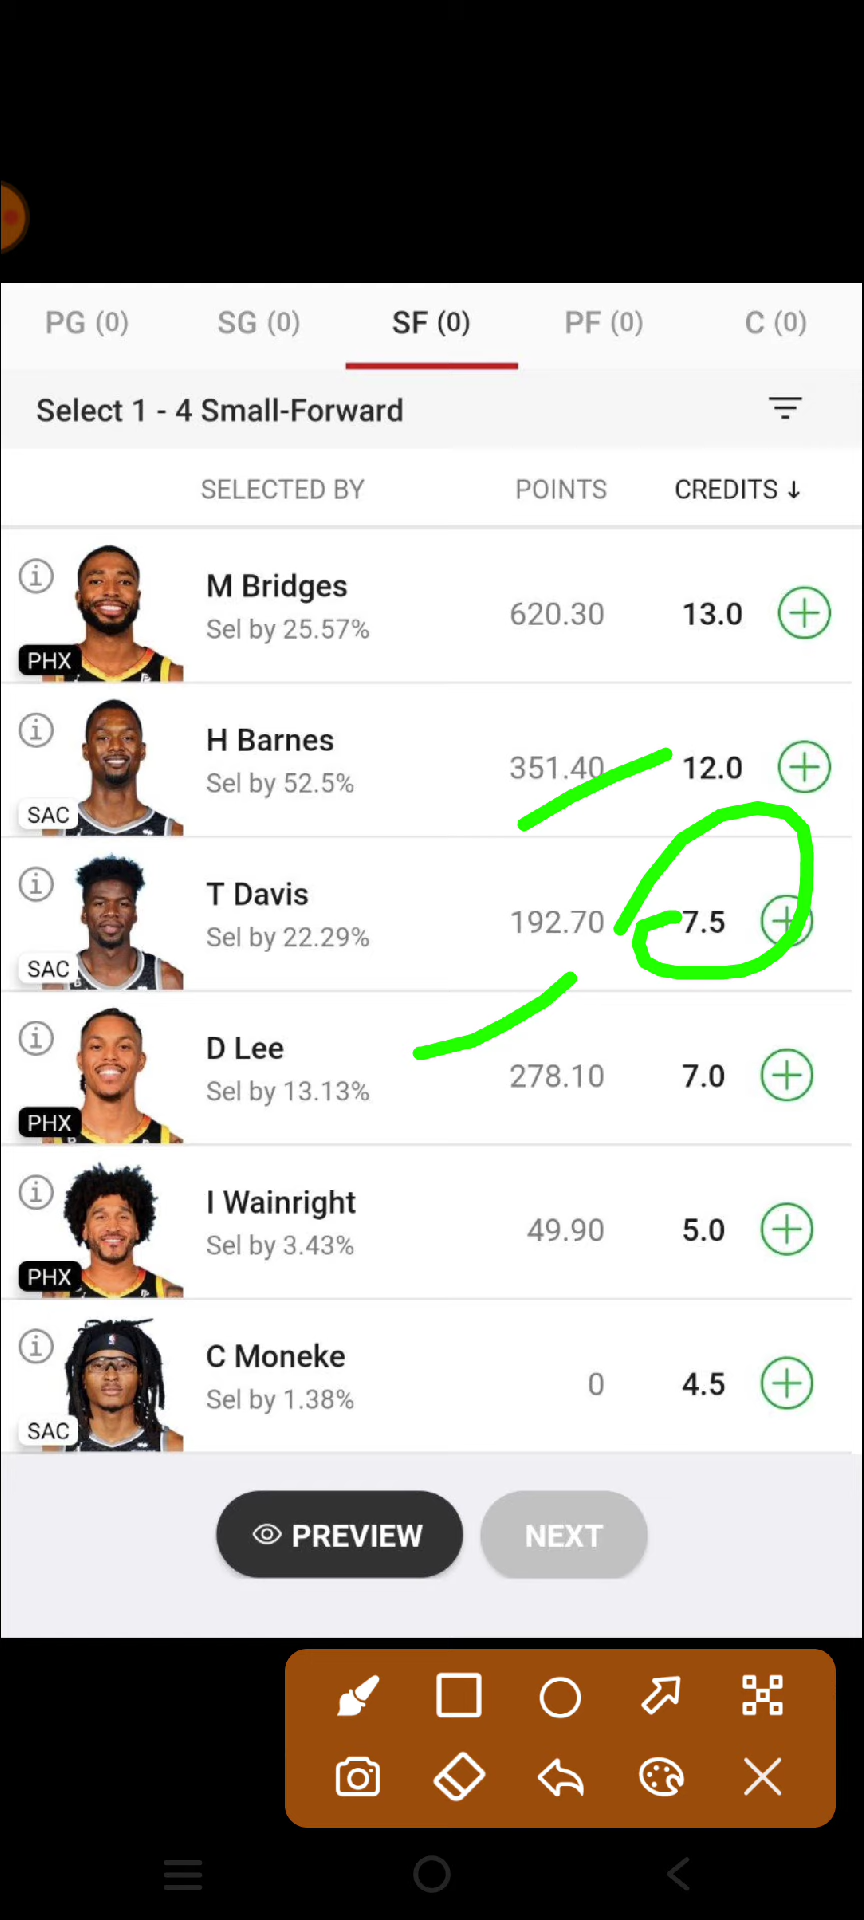 PG (0) SG (0) SF (0) PF (0) C (0)
Select 1 - 4 Small-Forward
SELECTED BY POINTS CREDITS ↓
M Bridges
Sel by 25.57% 620.30 13.0
PHX
H Barnes
Sel by 52.5% 351.40 12.0
SAC
T Davis
Sel by 22.29% 192.70 7.5
SAC
D Lee
Sel by 13.13% 278.10 7.0
PHX
I Wainright
Sel by 3.43% 49.90 5.0
PHX
C Moneke
Sel by 1.38% 0 4.5
SAC
PREVIEW NEXT